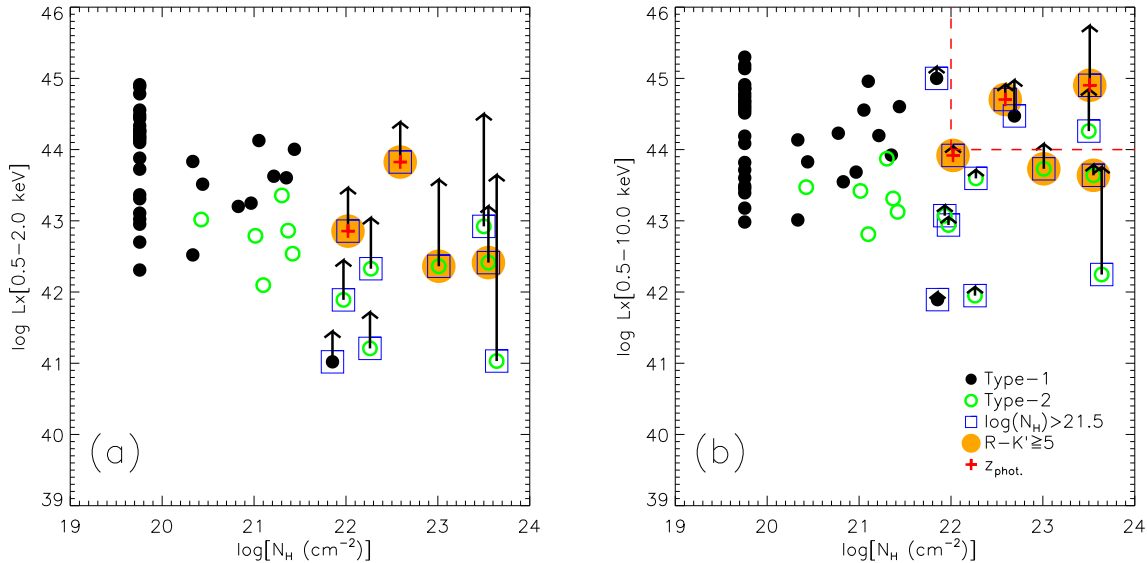 46
45
44
43
42
41
40
39
log Lx[0.5−2.0 keV]
(a)
19 20 21 22 23 24
log[N_H (cm^−2)]
46
45
44
43
42
41
40
39
log Lx[0.5−10.0 keV]
(b)
Type−1
Type−2
log(N_H)>21.5
R−K'≧5
z_phot.
19 20 21 22 23 24
log[N_H (cm^−2)]